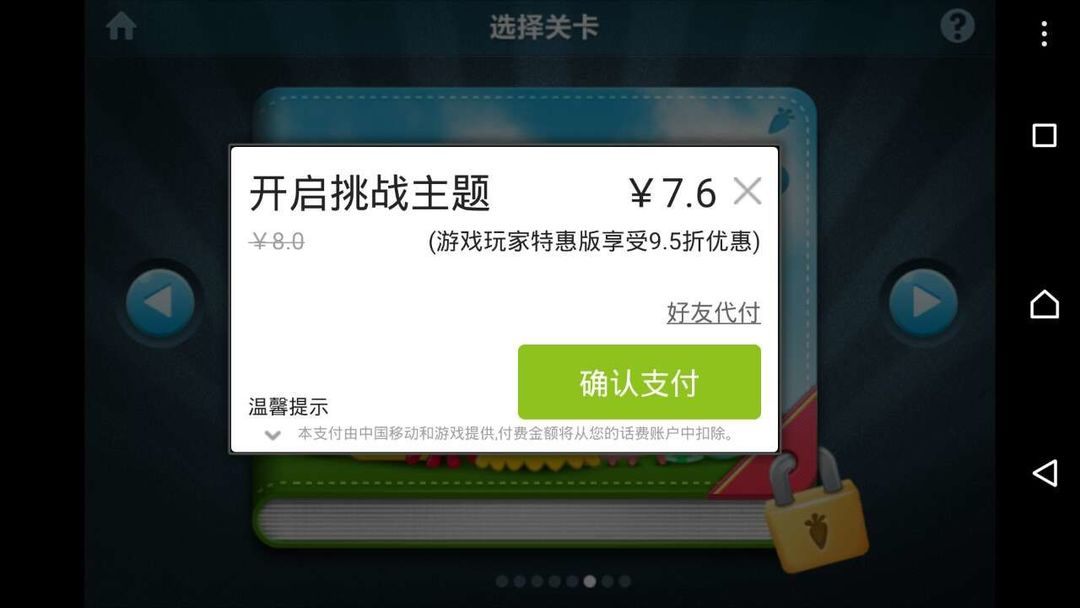 选择关卡
?
开启挑战主题 ￥7.6
￥8.0 (游戏玩家特惠版享受9.5折优惠)
好友代付
确认支付
温馨提示
本支付由中国移动和游戏提供,付费金额将从您的话费账户中扣除。